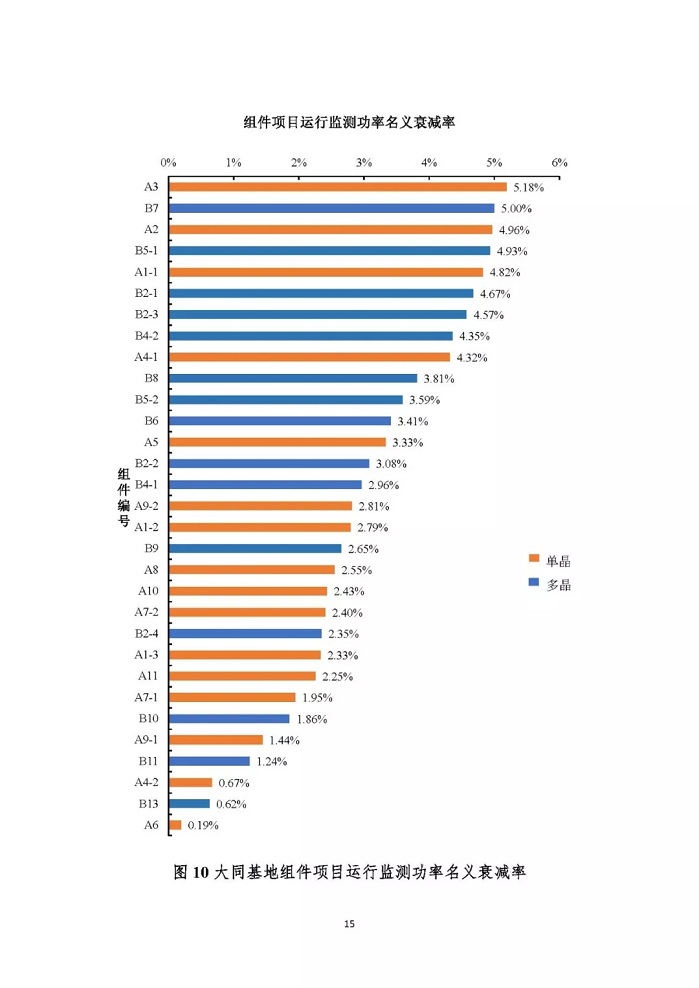 组件项目运行监测功率名义衰减率
0% 1% 2% 3% 4% 5% 6%
A3 5.18%
B7 5.00%
A2 4.96%
B5-1 4.93%
A1-1 4.82%
B2-1 4.67%
B2-3 4.57%
B4-2 4.35%
A4-1 4.32%
B8 3.81%
B5-2 3.59%
B6 3.41%
A5 3.33%
B2-2 3.08%
B4-1 2.96%
A9-2 2.81%
A1-2 2.79%
B9 2.65%
A8 2.55%
A10 2.43%
A7-2 2.40%
B2-4 2.35%
A1-3 2.33%
A11 2.25%
A7-1 1.95%
B10 1.86%
A9-1 1.44%
B11 1.24%
A4-2 0.67%
B13 0.62%
A6 0.19%
组件编号
单晶
多晶
图 10 大同基地组件项目运行监测功率名义衰减率
15